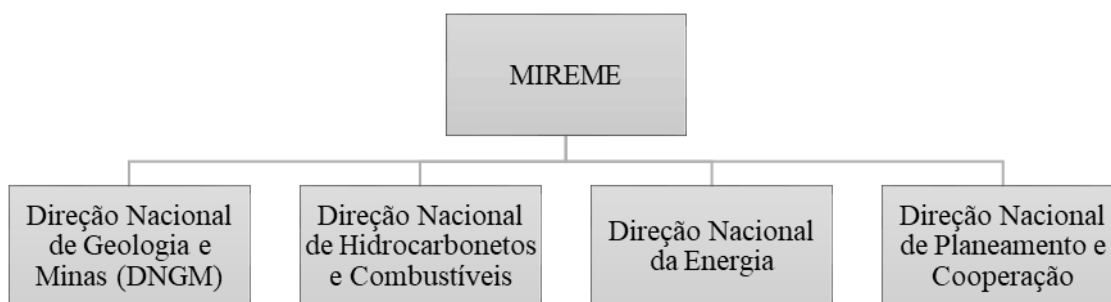 MIREME
Direção Nacional
de Geologia e
Minas (DNGM)
Direção Nacional
de Hidrocarbonetos
e Combustíveis
Direção Nacional
da Energia
Direção Nacional
de Planeamento e
Cooperação